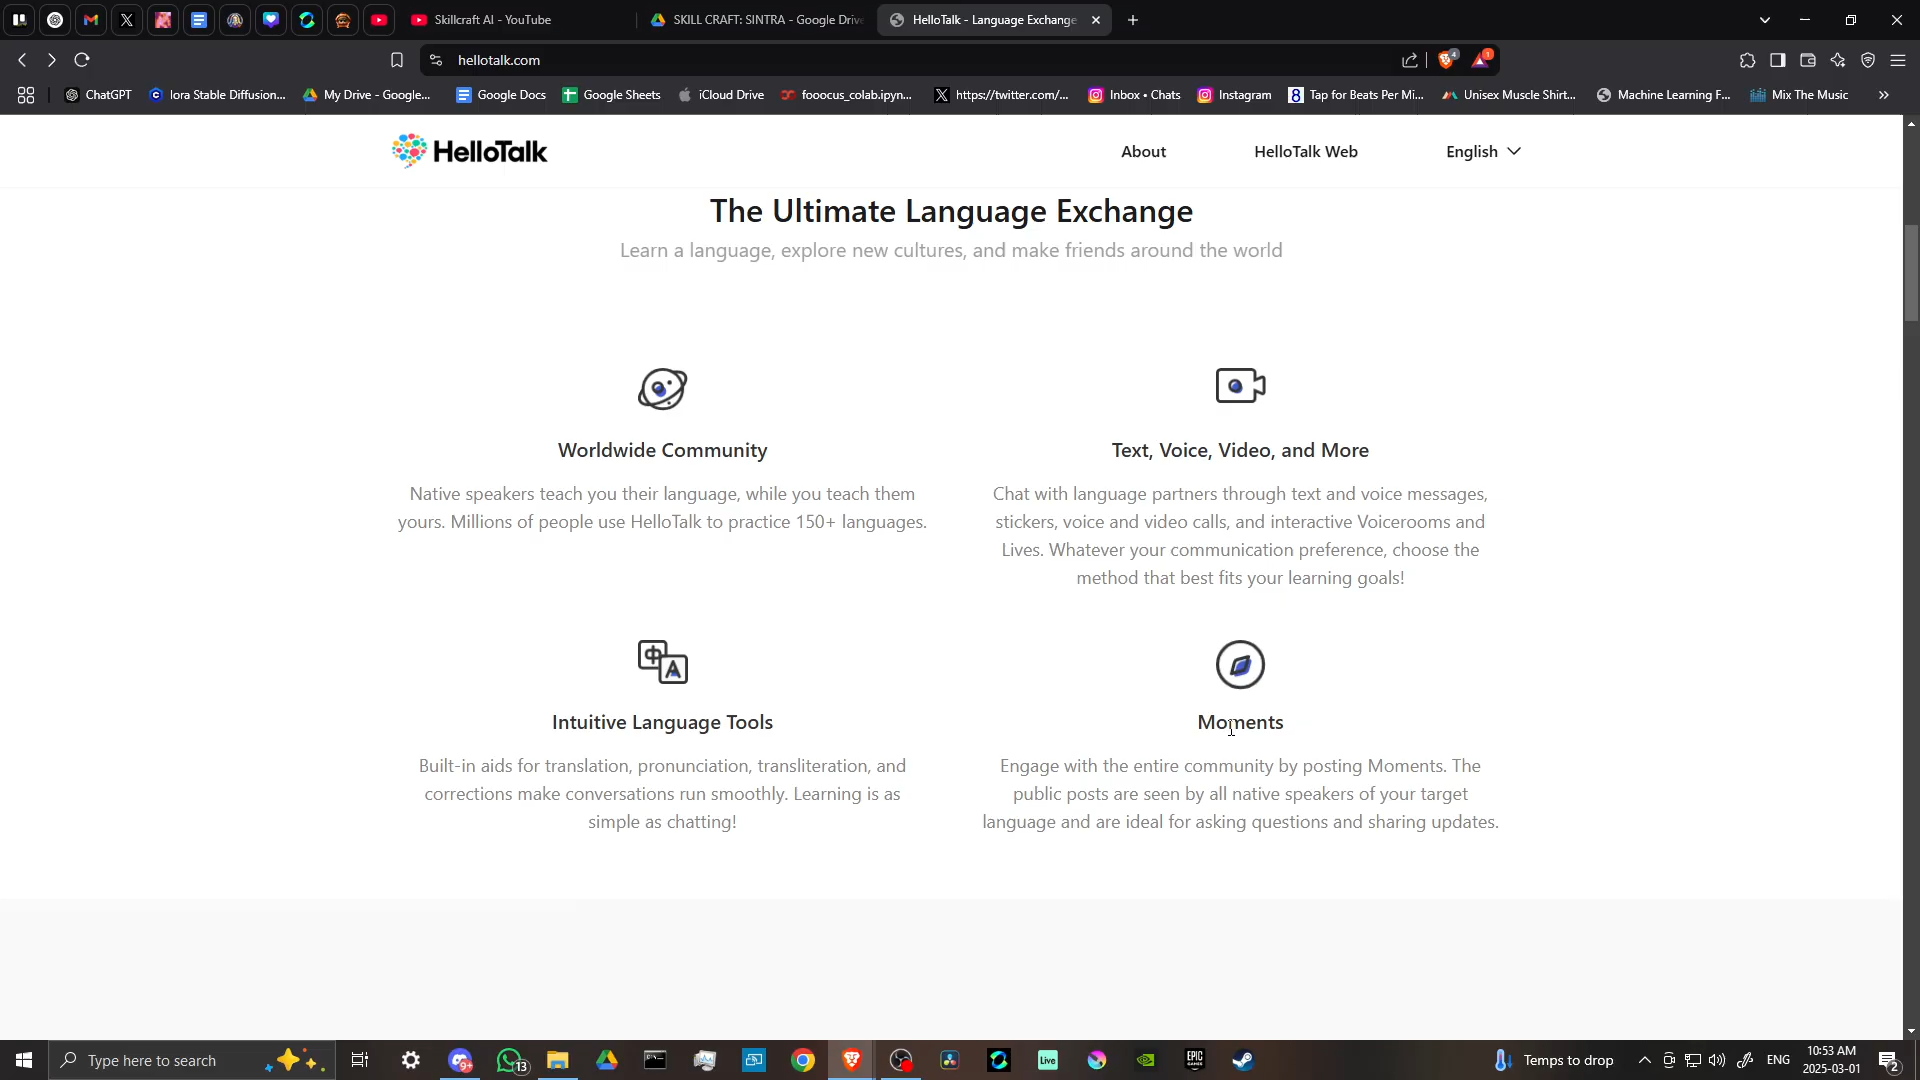 Skillcraft AI - YouTube
SKILL CRAFT: SINTRA - Google Drive
HelloTalk - Language Exchange
hellotalk.com
4
1
ChatGPT
lora Stable Diffusion...
My Drive - Google...
Google Docs
Google Sheets
iCloud Drive
fooocus_colab.ipyn...
https://twitter.com/...
Inbox • Chats
Instagram
8
Tap for Beats Per Mi...
Unisex Muscle Shirt...
Machine Learning F...
Mix The Music
HelloTalk
About
HelloTalk Web
English
The Ultimate Language Exchange
Learn a language, explore new cultures, and make friends around the world
Worldwide Community
Native speakers teach you their language, while you teach them
yours. Millions of people use HelloTalk to practice 150+ languages.
Text, Voice, Video, and More
Chat with language partners through text and voice messages,
stickers, voice and video calls, and interactive Voicerooms and
Lives. Whatever your communication preference, choose the
method that best fits your learning goals!
Intuitive Language Tools
Built-in aids for translation, pronunciation, transliteration, and
corrections make conversations run smoothly. Learning is as
simple as chatting!
Moments
Engage with the entire community by posting Moments. The
public posts are seen by all native speakers of your target
language and are ideal for asking questions and sharing updates.
Type here to search
9+
13
Live
EPIC GAMES
Temps to drop
ENG
10:53 AM
2025-03-01
2